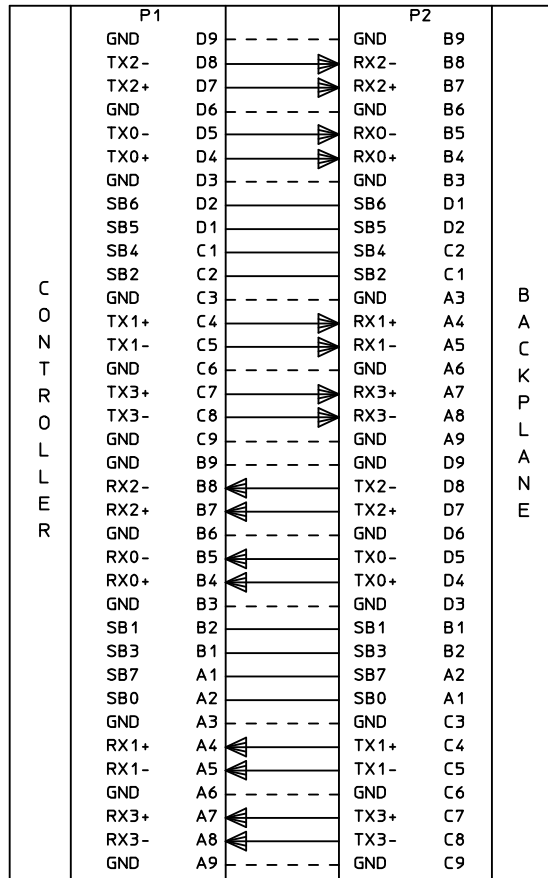 P1 P2
GND D9 GND B9
TX2- D8 RX2- B8
TX2+ D7 RX2+ B7
GND D6 GND B6
TX0- D5 RX0- B5
TX0+ D4 RX0+ B4
GND D3 GND B3
SB6 D2 SB6 D1
SB5 D1 SB5 D2
SB4 C1 SB4 C2
SB2 C2 SB2 C1
GND C3 GND A3
TX1+ C4 RX1+ A4
TX1- C5 RX1- A5
GND C6 GND A6
TX3+ C7 RX3+ A7
TX3- C8 RX3- A8
GND C9 GND A9
GND B9 GND D9
RX2- B8 TX2- D8
RX2+ B7 TX2+ D7
GND B6 GND D6
RX0- B5 TX0- D5
RX0+ B4 TX0+ D4
GND B3 GND D3
SB1 B2 SB1 B1
SB3 B1 SB3 B2
SB7 A1 SB7 A2
SB0 A2 SB0 A1
GND A3 GND C3
RX1+ A4 TX1+ C4
RX1- A5 TX1- C5
GND A6 GND C6
RX3+ A7 TX3+ C7
RX3- A8 TX3- C8
GND A9 GND C9
CONTROLLER
BACKPLANE